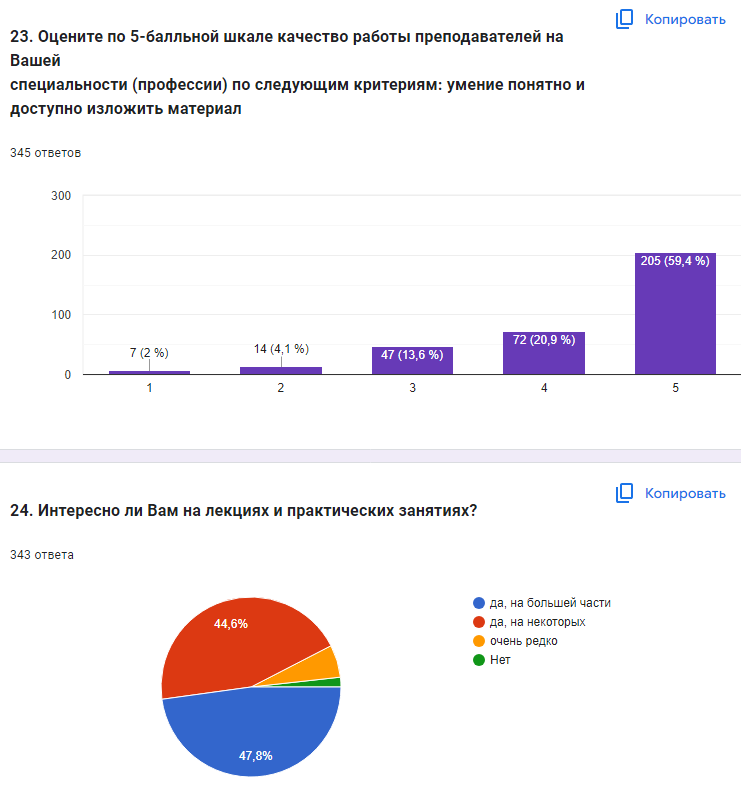 Копировать
23. Оцените по 5-балльной шкале качество работы преподавателей на
Вашей
специальности (профессии) по следующим критериям: умение понятно и
доступно изложить материал
345 ответов
300
200
100
0
7 (2 %)
14 (4,1 %)
47 (13,6 %)
72 (20,9 %)
205 (59,4 %)
1 2 3 4 5
Копировать
24. Интересно ли Вам на лекциях и практических занятиях?
343 ответа
44,6%
47,8%
да, на большей части
да, на некоторых
очень редко
Нет